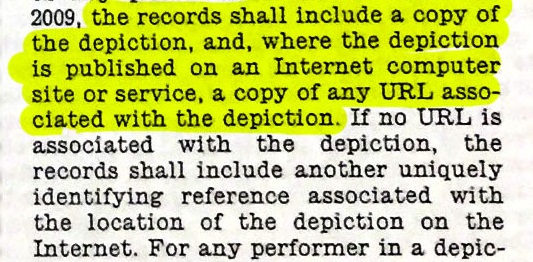 2009, the records shall include a copy of
the depiction, and, where the depiction
is published on an Internet computer
site or service, a copy of any URL asso-
ciated with the depiction. If no URL is
associated with the depiction, the
records shall include another uniquely
identifying reference associated with
the location of the depiction on the
Internet. For any performer in a depic-